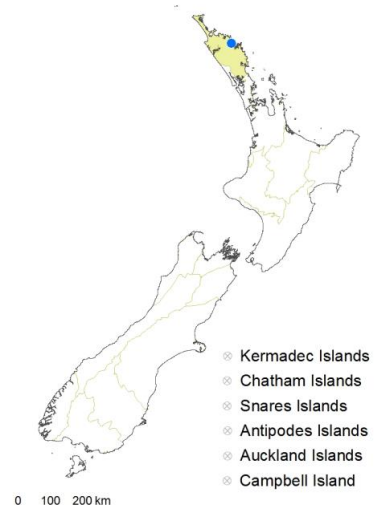 Kermadec Islands
Chatham Islands
Snares Islands
Antipodes Islands
Auckland Islands
Campbell Island
0 100 200 km